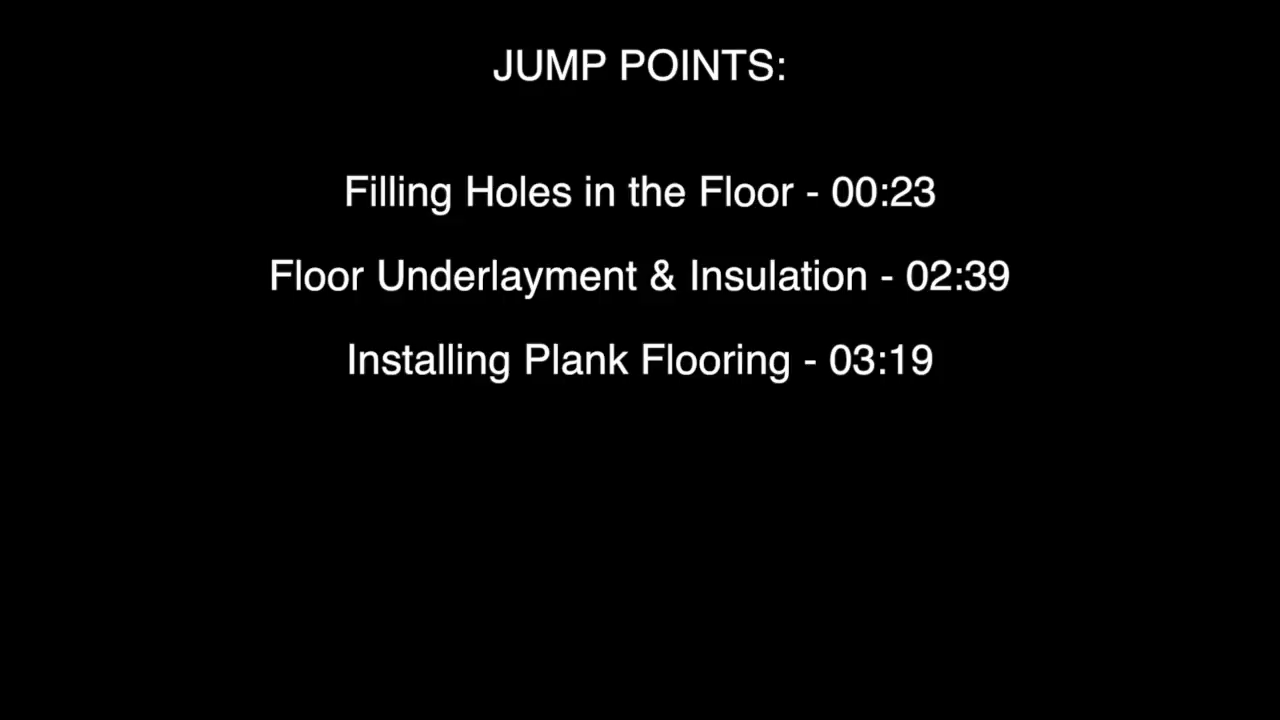 JUMP POINTS:
Filling Holes in the Floor - 00:23
Floor Underlayment & Insulation - 02:39
Installing Plank Flooring - 03:19